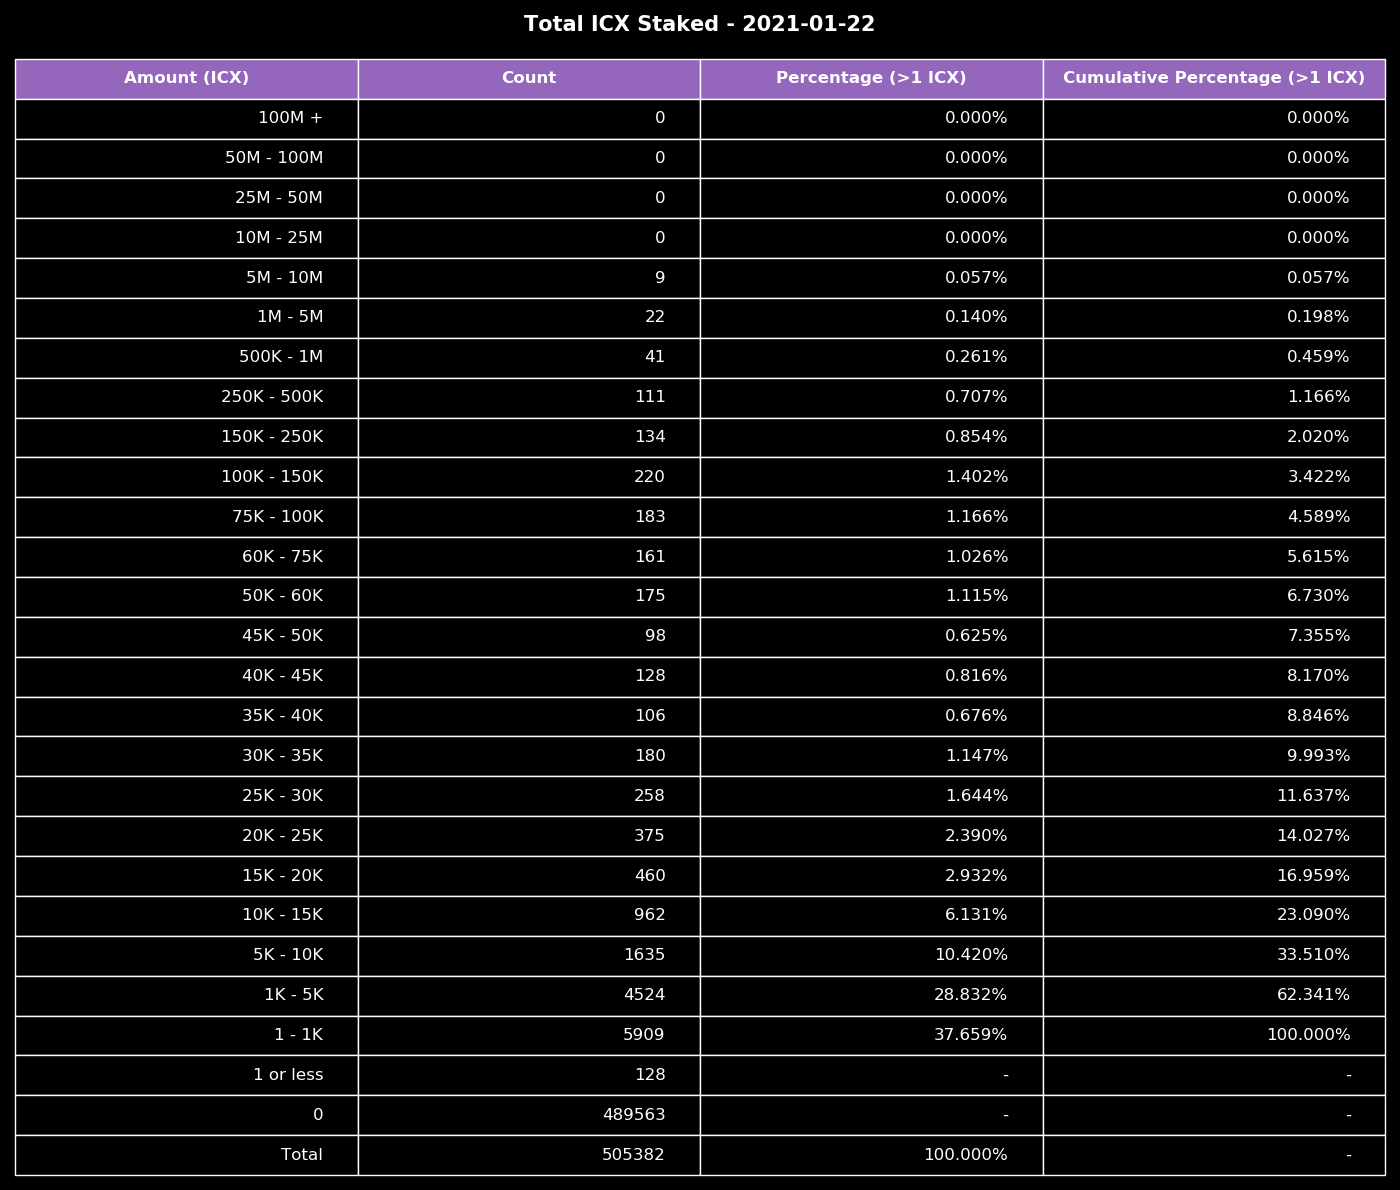 Total ICX Staked - 2021-01-22
Amount (ICX) Count Percentage (>1 ICX) Cumulative Percentage (>1 ICX)
100M + 0 0.000% 0.000%
50M - 100M 0 0.000% 0.000%
25M - 50M 0 0.000% 0.000%
10M - 25M 0 0.000% 0.000%
5M - 10M 9 0.057% 0.057%
1M - 5M 22 0.140% 0.198%
500K - 1M 41 0.261% 0.459%
250K - 500K 111 0.707% 1.166%
150K - 250K 134 0.854% 2.020%
100K - 150K 220 1.402% 3.422%
75K - 100K 183 1.166% 4.589%
60K - 75K 161 1.026% 5.615%
50K - 60K 175 1.115% 6.730%
45K - 50K 98 0.625% 7.355%
40K - 45K 128 0.816% 8.170%
35K - 40K 106 0.676% 8.846%
30K - 35K 180 1.147% 9.993%
25K - 30K 258 1.644% 11.637%
20K - 25K 375 2.390% 14.027%
15K - 20K 460 2.932% 16.959%
10K - 15K 962 6.131% 23.090%
5K - 10K 1635 10.420% 33.510%
1K - 5K 4524 28.832% 62.341%
1 - 1K 5909 37.659% 100.000%
1 or less 128 - -
0 489563 - -
Total 505382 100.000% -